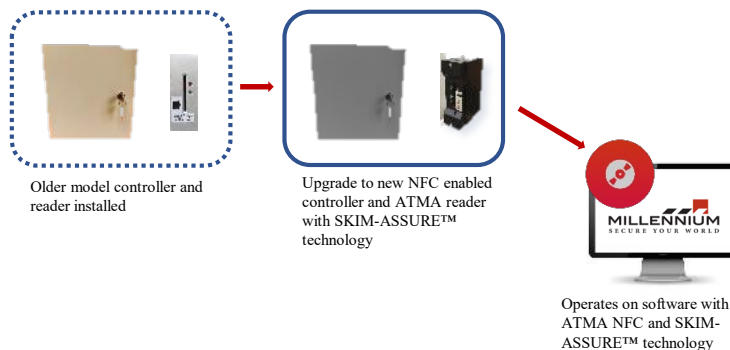 Older model controller and
reader installed
Upgrade to new NFC enabled
controller and ATMA reader
with SKIM-ASSURE™
technology
MILLENNIUM
SECURE YOUR WORLD
Operates on software with
ATMA NFC and SKIM-
ASSURE™ technology